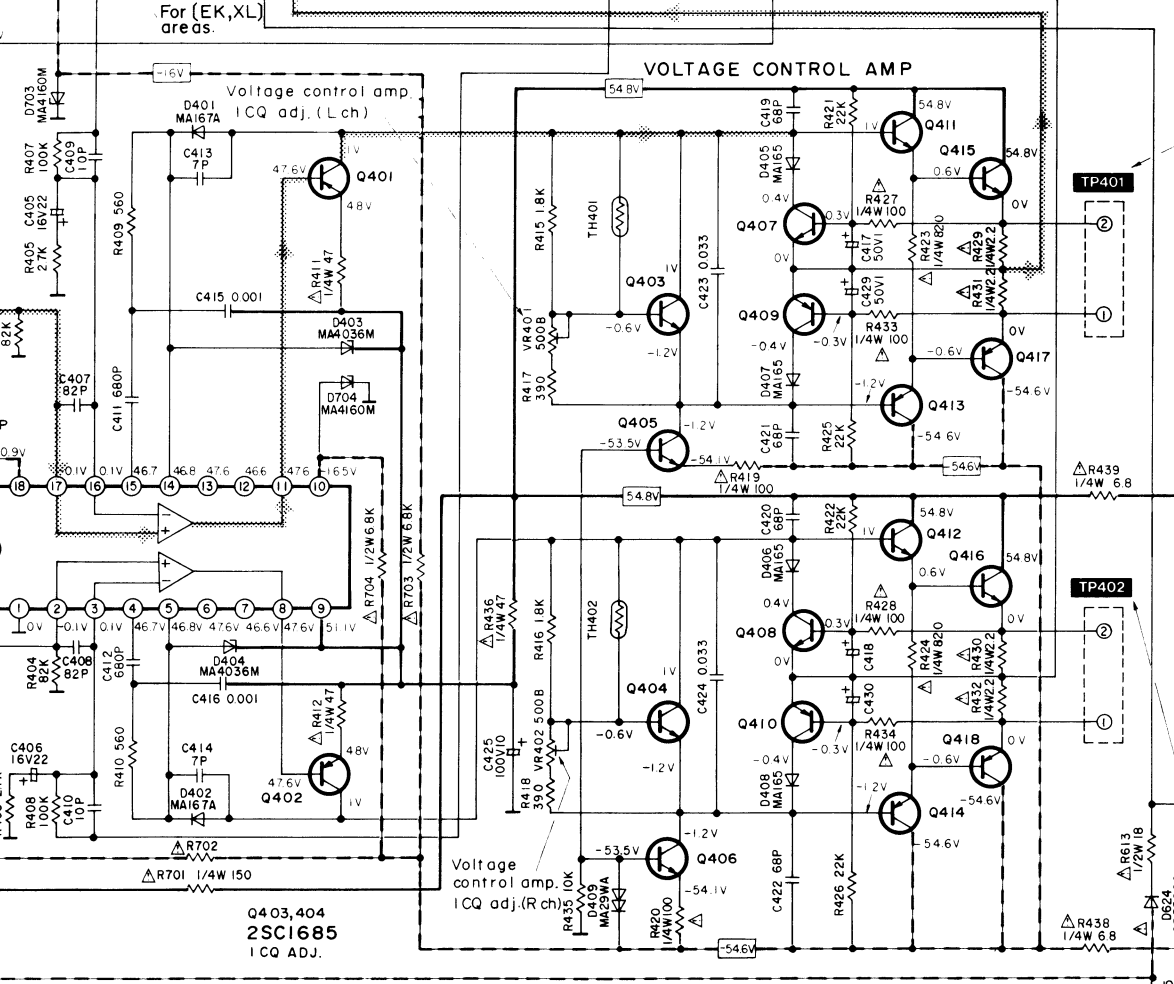 For (EK,XL)
areas.
-16V
VOLTAGE CONTROL AMP
54.8V
Voltage control amp.
ICQ adj. (L ch)
D703
MA4160M
D401
MA167A
C413
7P
R407
100K
C409
10P
C405
16V22
R405
27K
R409 560
47.6V
1V
Q401
48V
R411
1/4W 47
C415 0.001
D403
MA4036M
D704
MA4160M
82K
C407
82P
C411 680P
P
0.9V
-0.1V
0.1V
46.7
46.8
47.6
46.6
47.6
-16.5V
18
17
16
15
14
13
12
11
10
R704 1/2W 6.8K
R703 1/2W 6.8K
1
2
3
4
5
6
7
8
9
0V
-0.1V
0.1V
46.7V
46.8V
47.6V
46.6V
47.6V
51.1V
R404
82K
C408
82P
C412
680P
D404
MA4036M
C416 0.001
R412
1/4W 47
48V
47.6V
Q402
1V
C406
16V22
R408
100K
C410
10P
R410 560
C414
7P
D402
MA167A
R702
R701 1/4W 150
Q403,404
2SC1685
ICQ ADJ.
R415 1.8K
TH401
VR401
500B
R417
390
1V
Q403
-0.6V
-1.2V
C423 0.033
Q405
-53.5V
-1.2V
-54.1V
R419
1/4W 100
C419
68P
R421
22K
D405
MA165
0.4V
Q407
0.3V
0V
C417
50V1
R427
1/4W 100
C429
50V1
Q409
-0.4V
-0.3V
R433
1/4W 100
D407
MA165
C421
68P
R425
22K
1V
54.8V
Q411
Q415
54.8V
0.6V
0V
R423
1/4W 820
R429
1/4W 2.2
R431
1/4W 2.2
0V
-0.6V
Q417
-54.6V
-1.2V
Q413
-54.6V
-54.6V
TP401
2
1
R439
1/4W 6.8
54.8V
R436
1/4W 47
R416 1.8K
TH402
VR402 500B
R418
390
C425
100V10
1V
Q404
-0.6V
-1.2V
C424 0.033
C420
68P
R422
22K
D406
MA165
0.4V
Q408
0.3V
0V
C418
R428
1/4W 100
C430
Q410
-0.4V
-0.3V
R434
1/4W 100
D408
MA165
C422 68P
R426 22K
1V
54.8V
Q412
Q416
54.8V
0.6V
0V
R424
1/4W 820
R430
1/4W 2.2
R432
1/4W 2.2
0V
-0.6V
Q418
-54.6V
-1.2V
Q414
-54.6V
TP402
2
1
Voltage
control amp.
ICQ adj.(R ch)
R435 10K
D409
MA29WA
-53.5V
-1.2V
Q406
-54.1V
R420
1/4W100
-54.6V
R438
1/4W 6.8
R613
1/2W 18
D624